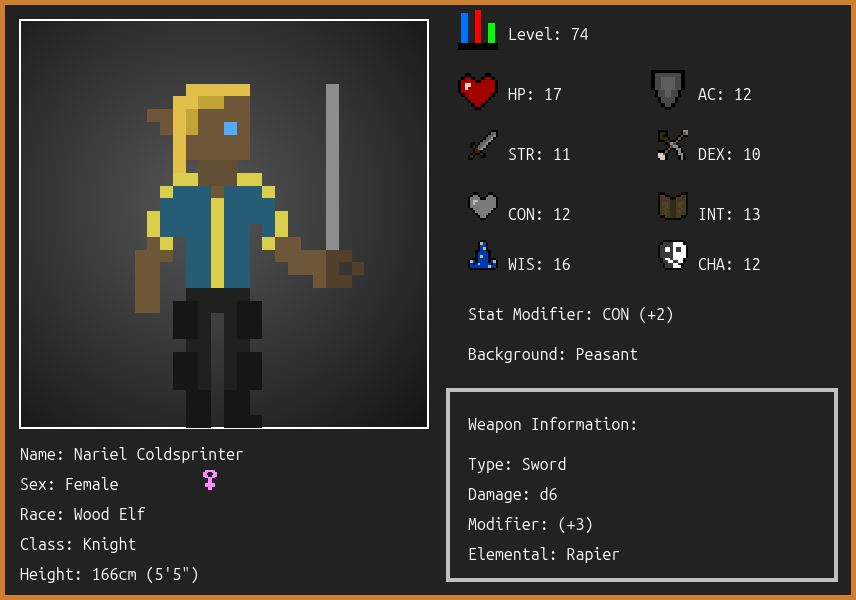 Level: 74
HP: 17
AC: 12
STR: 11
DEX: 10
CON: 12
INT: 13
WIS: 16
CHA: 12
Stat Modifier: CON (+2)
Background: Peasant
Weapon Information:
Type: Sword
Damage: d6
Modifier: (+3)
Elemental: Rapier
Name: Nariel Coldsprinter
Sex: Female
Race: Wood Elf
Class: Knight
Height: 166cm (5'5")